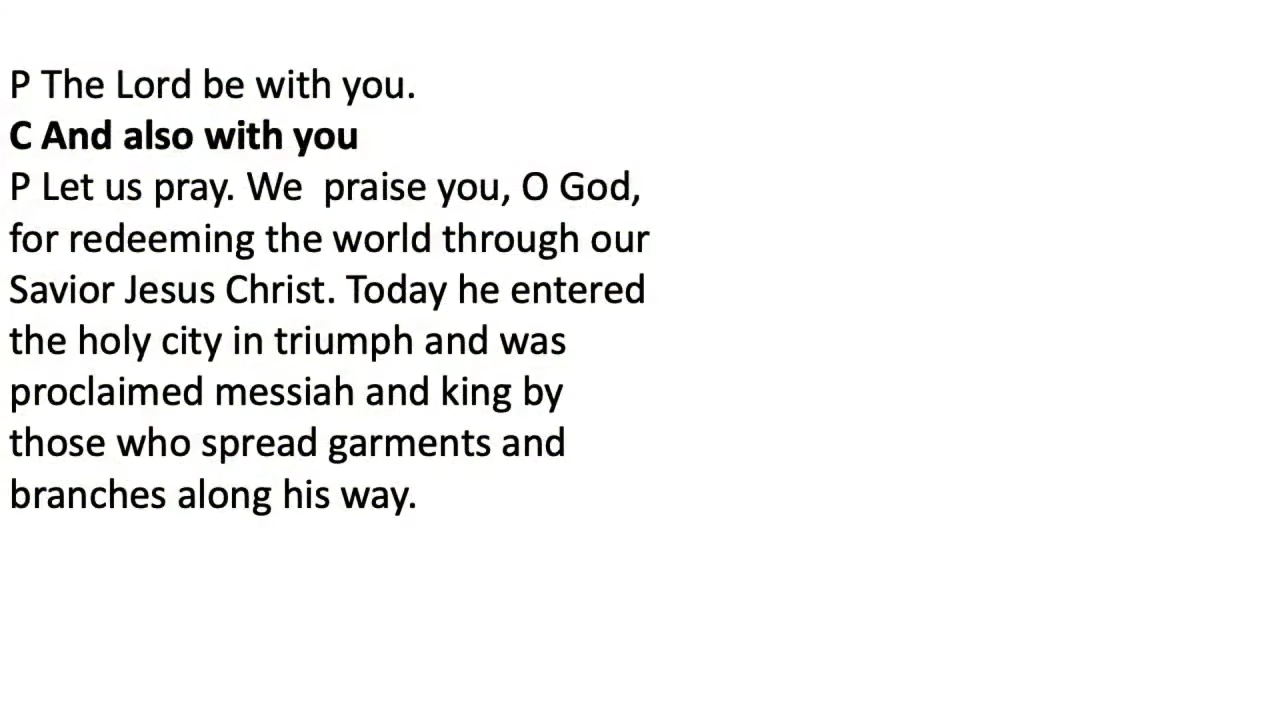 P The Lord be with you.
C And also with you
P Let us pray. We  praise you, O God,
for redeeming the world through our
Savior Jesus Christ. Today he entered
the holy city in triumph and was
proclaimed messiah and king by
those who spread garments and
branches along his way.